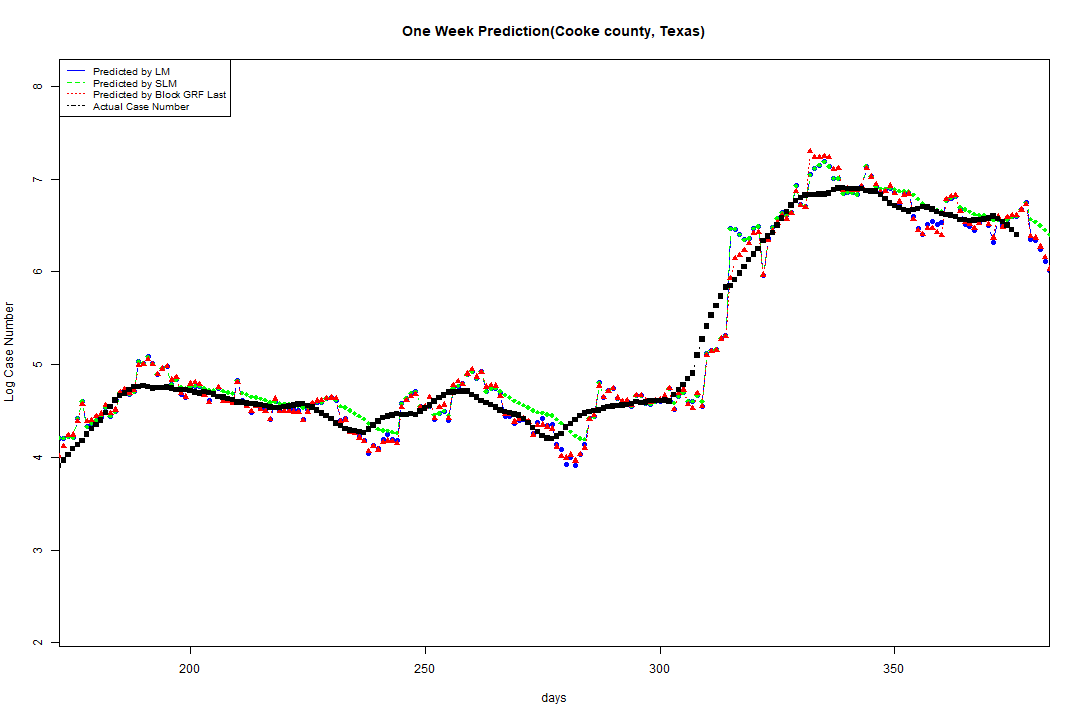 One Week Prediction(Cooke county, Texas)
Predicted by LM
Predicted by SLM
Predicted by Block GRF Last
Actual Case Number
8
7
6
5
4
3
2
Log Case Number
200 250 300 350
days